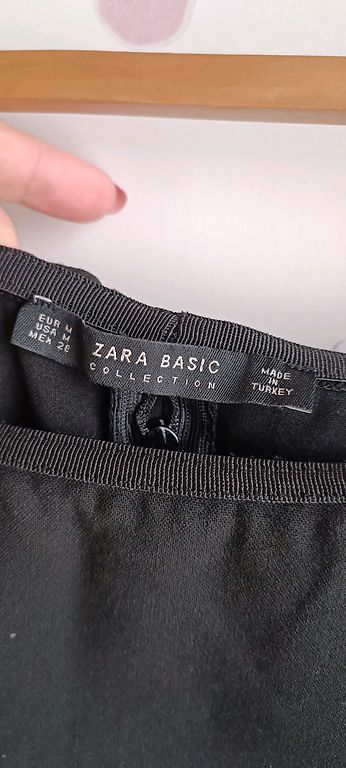 EUR M
USA M
MEX 28
ZARA BASIC
COLLECTION
MADE
IN
TURKEY